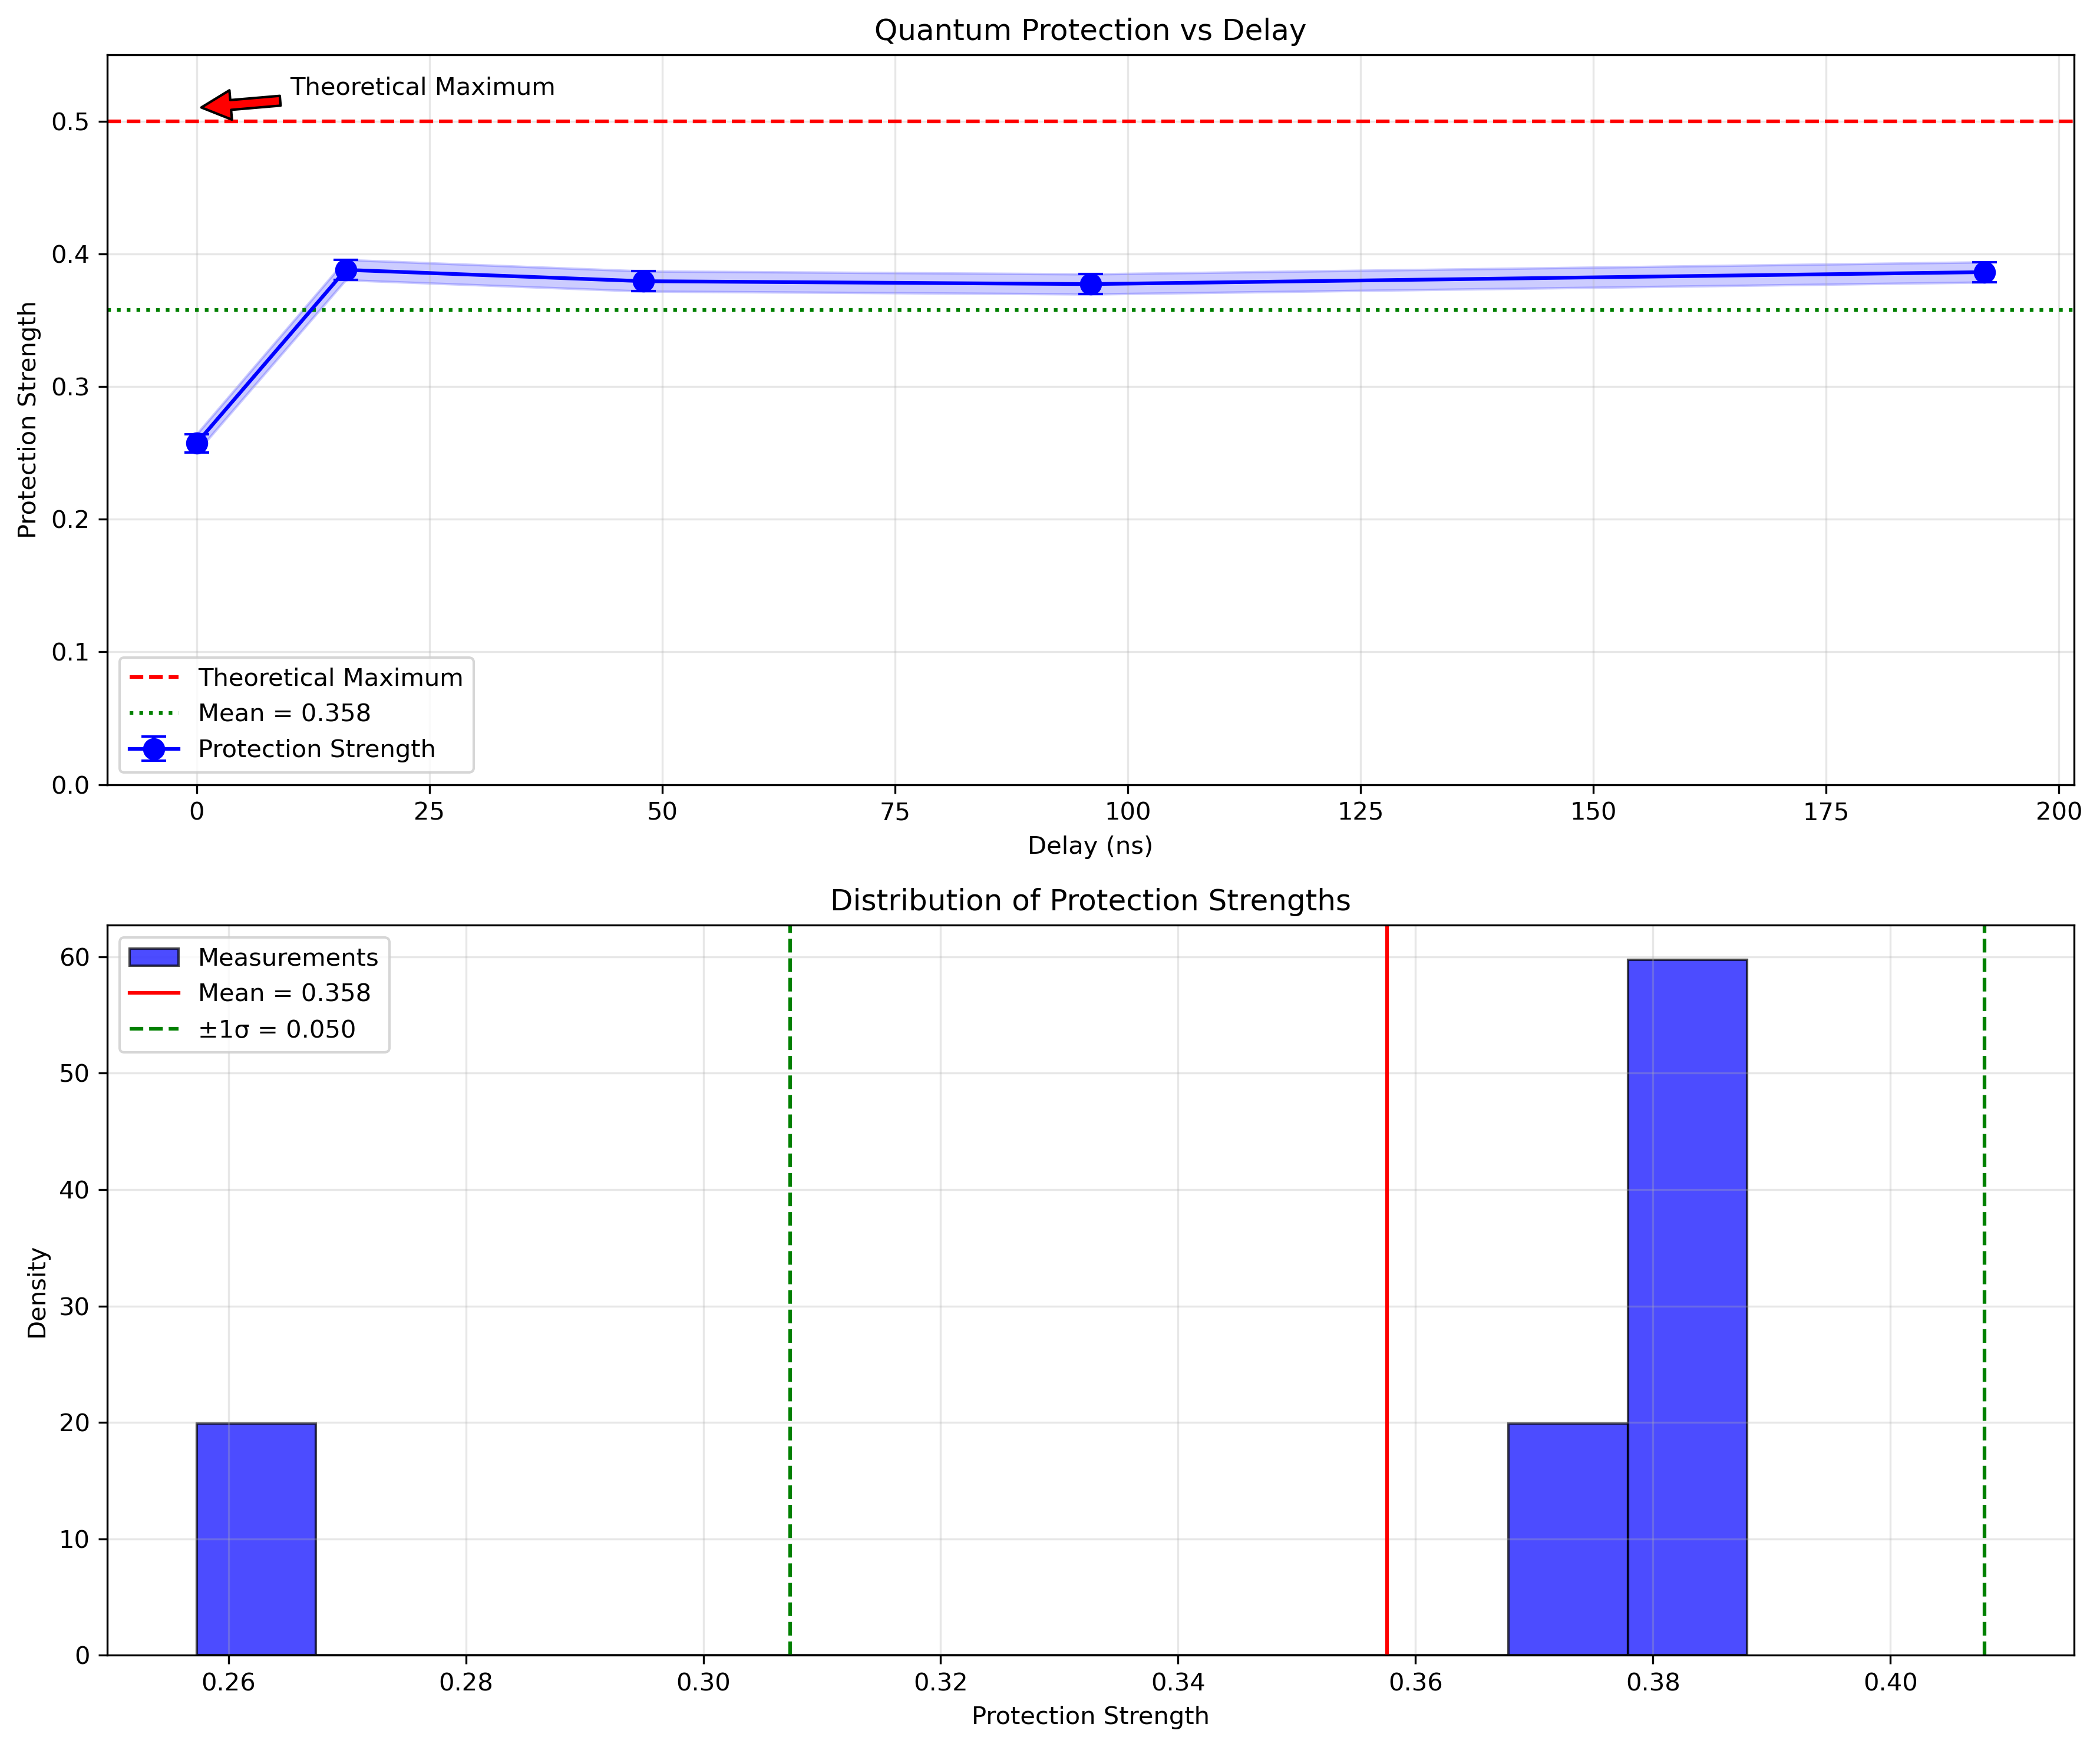 Quantum Protection vs Delay
Theoretical Maximum
0.5
0.4
0.3
0.2
0.1
0.0
Protection Strength
Theoretical Maximum
Mean = 0.358
Protection Strength
0 25 50 75 100 125 150 175 200
Delay (ns)
Distribution of Protection Strengths
Measurements
Mean = 0.358
±1σ = 0.050
60
50
40
30
20
10
0
Density
0.26 0.28 0.30 0.32 0.34 0.36 0.38 0.40
Protection Strength